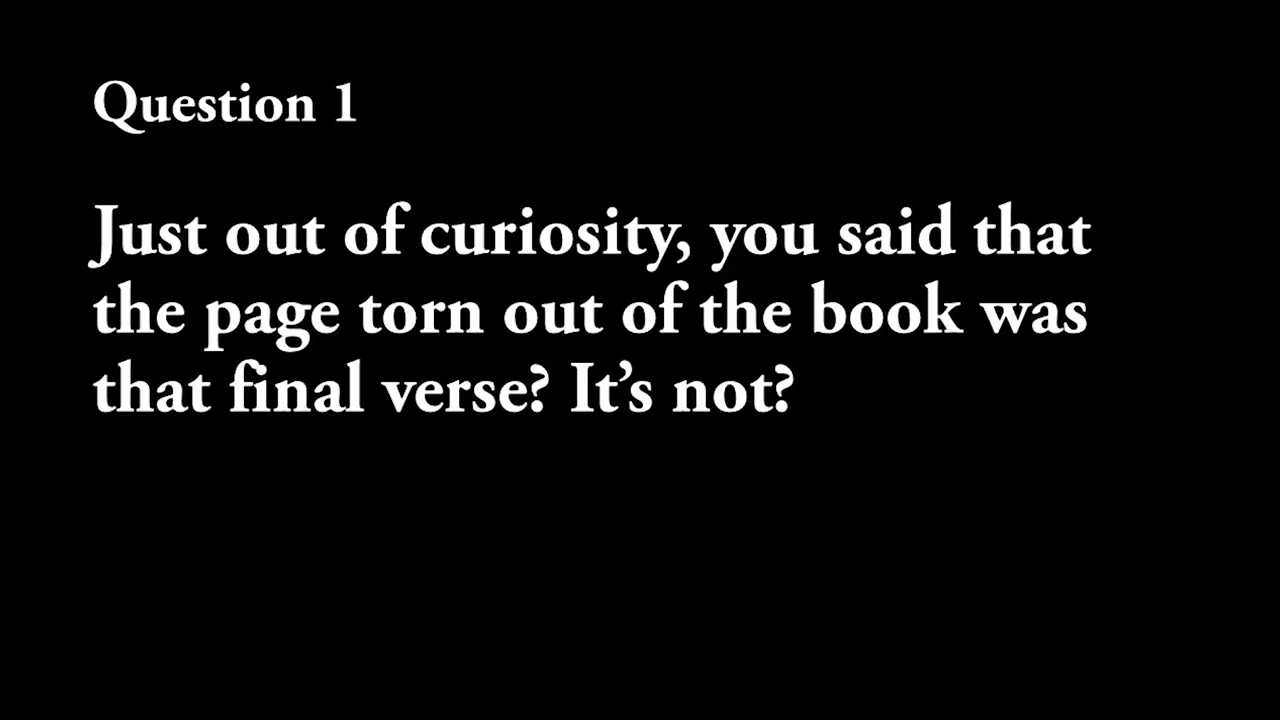 Question 1
Just out of curiosity, you said that
the page torn out of the book was
that final verse? It’s not?